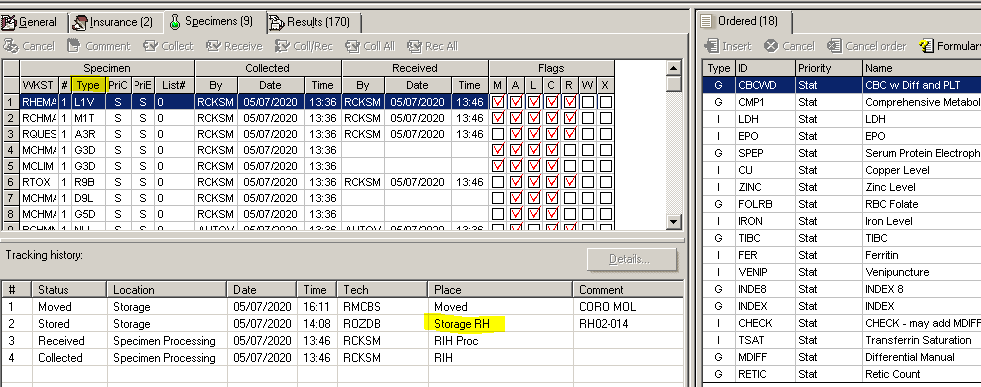 General Insurance (2) Specimens (9) Results (170)
Cancel Comment Collect Receive Coll/Rec Coll All Rec All
Specimen Collected Received Flags
WKST # Type PriC PriE List# By Date Time By Date Time M A L C R W X
1 RHEMA 1 L1V S S 0 RCKSM 05/07/2020 13:36 RCKSM 05/07/2020 13:46
2 RCHMA 1 M1T S S 0 RCKSM 05/07/2020 13:36 RCKSM 05/07/2020 13:46
3 RQUES 1 A3R S S 0 RCKSM 05/07/2020 13:36 RCKSM 05/07/2020 13:46
4 MCHMA 1 G3D S S 0 RCKSM 05/07/2020 13:36
5 MCLIM 1 G3D S S 0 RCKSM 05/07/2020 13:36
6 RTOX 1 R9B S S 0 RCKSM 05/07/2020 13:36 RCKSM 05/07/2020 13:46
7 MCHMA 1 D9L S S 0 RCKSM 05/07/2020 13:36
8 MCHMA 1 G5D S S 0 RCKSM 05/07/2020 13:36
Tracking history: Details...
# Status Location Date Time Tech Place Comment
1 Moved Storage 05/07/2020 16:11 RMCBS Moved CORO MOL
2 Stored Storage 05/07/2020 14:08 ROZDB Storage RH RH02-014
3 Received Specimen Processing 05/07/2020 13:46 RCKSM RIH Proc
4 Collected Specimen Processing 05/07/2020 13:46 RCKSM RIH
Ordered (18)
Insert Cancel Cancel order Formulary
Type ID Priority Name
G CBCWD Stat CBC w Diff and PLT
G CMP1 Stat Comprehensive Metabol
I LDH Stat LDH
I EPO Stat EPO
G SPEP Stat Serum Protein Electroph
I CU Stat Copper Level
I ZINC Stat Zinc Level
G FOLRB Stat RBC Folate
I IRON Stat Iron Level
G TIBC Stat TIBC
I FER Stat Ferritin
I VENIP Stat Venipuncture
G INDE8 Stat INDEX 8
G INDEX Stat INDEX
I CHECK Stat CHECK - may add MDIFF
I TSAT Stat Transferrin Saturation
G MDIFF Stat Differential Manual
G RETIC Stat Retic Count